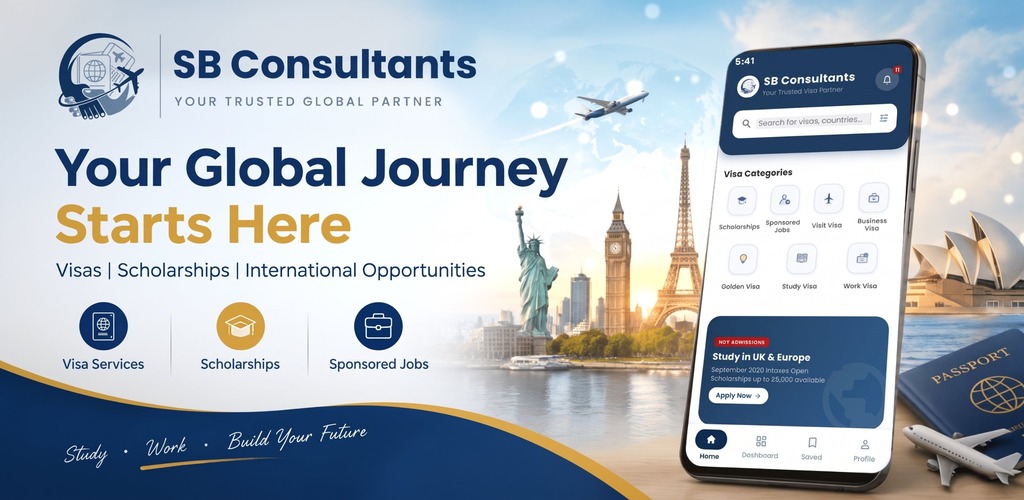 SB Consultants
YOUR TRUSTED GLOBAL PARTNER
Your Global Journey
Starts Here
Visas | Scholarships | International Opportunities
Visa Services
Scholarships
Sponsored Jobs
Study · Work · Build Your Future
5:41
SB Consultants
Your Trusted Visa Partner
11
Search for visas, countries...
Visa Categories
Scholarships
Sponsored
Jobs
Visit Visa
Business
Visa
Golden Visa
Study Visa
Work Visa
NOT ADMISSIONS
Study in UK & Europe
September 2020 Intaxes Open
Scholarships up to 25,000 available
Apply Now →
Home
Dashboard
Saved
Profile
PASSPORT